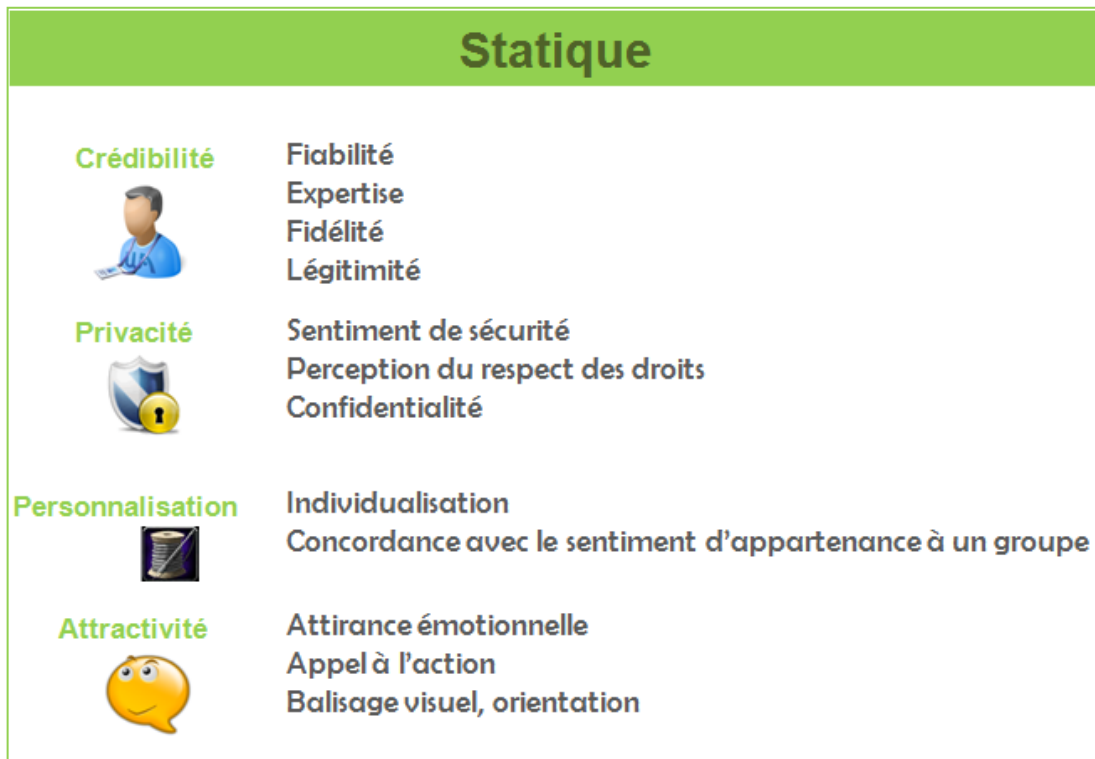 Statique
Crédibilité
Fiabilité
Expertise
Fidélité
Légitimité
Privacité
Sentiment de sécurité
Perception du respect des droits
Confidentialité
Personnalisation
Individualisation
Concordance avec le sentiment d'appartenance à un groupe
Attractivité
Attirance émotionnelle
Appel à l'action
Balisage visuel, orientation